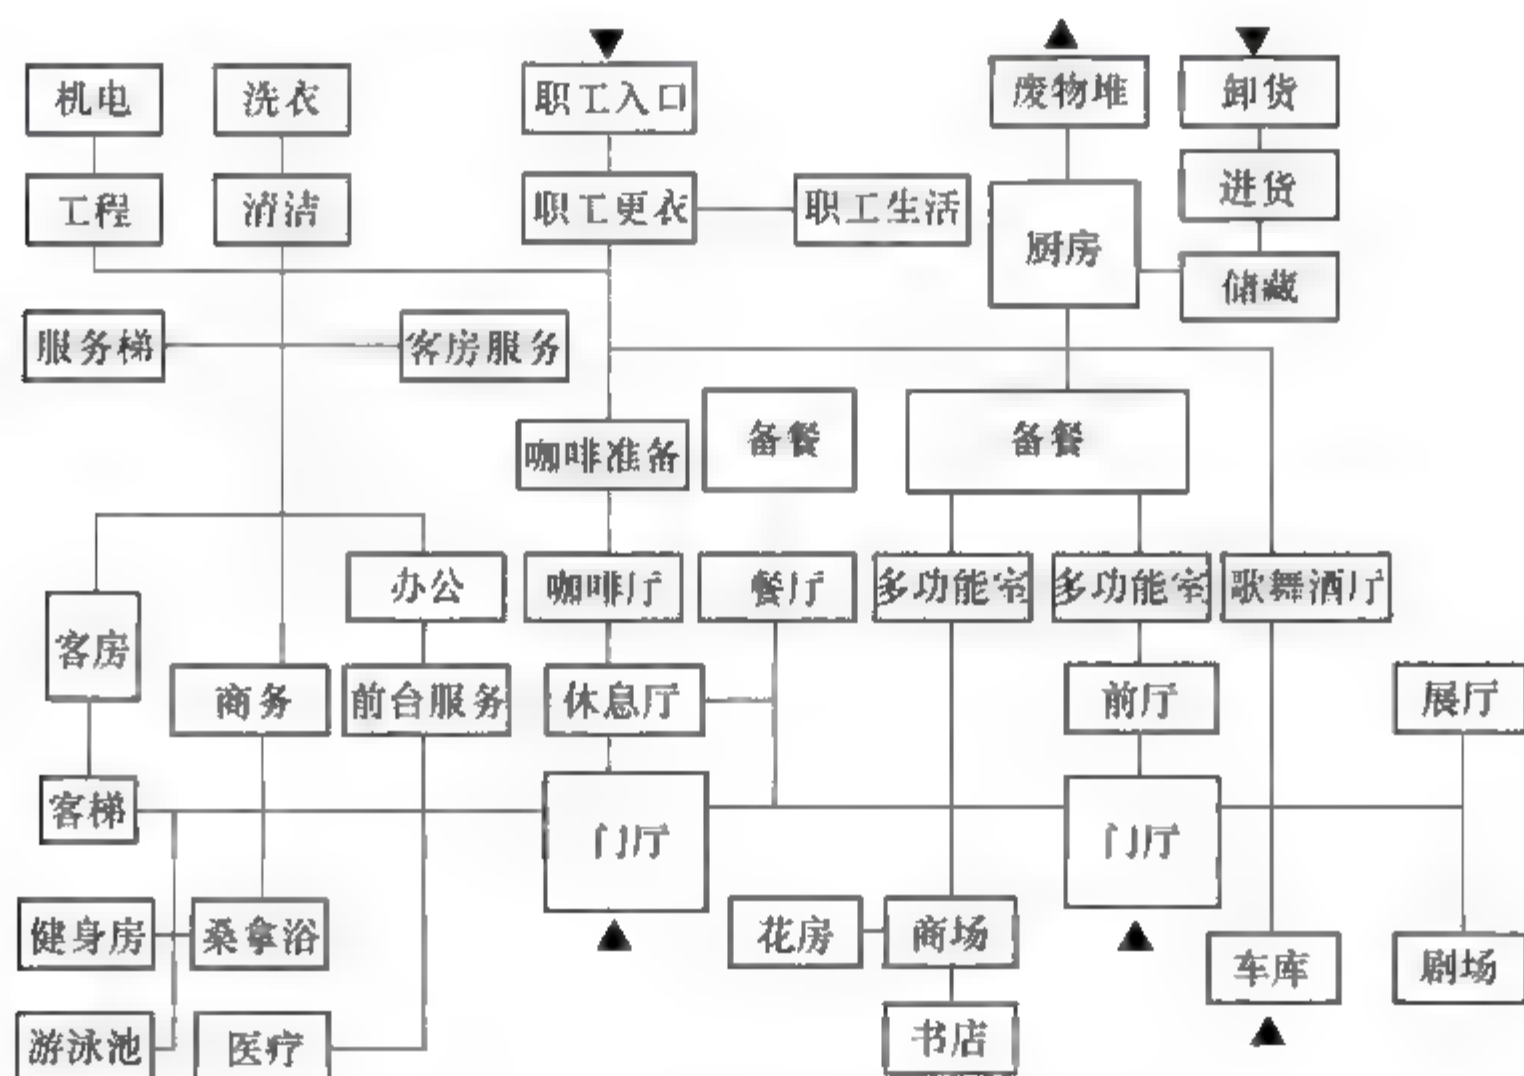 机电
洗衣
职工入口
废物堆
卸货
工程
清洁
职工更衣
职工生活
厨房
进货
储藏
服务梯
客房服务
咖啡准备
备餐
备餐
办公
咖啡厅
餐厅
多功能室
多功能室
歌舞酒厅
客房
商务
前台服务
休息厅
前厅
展厅
客梯
门厅
门厅
健身房
桑拿浴
花房
商场
车库
剧场
游泳池
医疗
书店